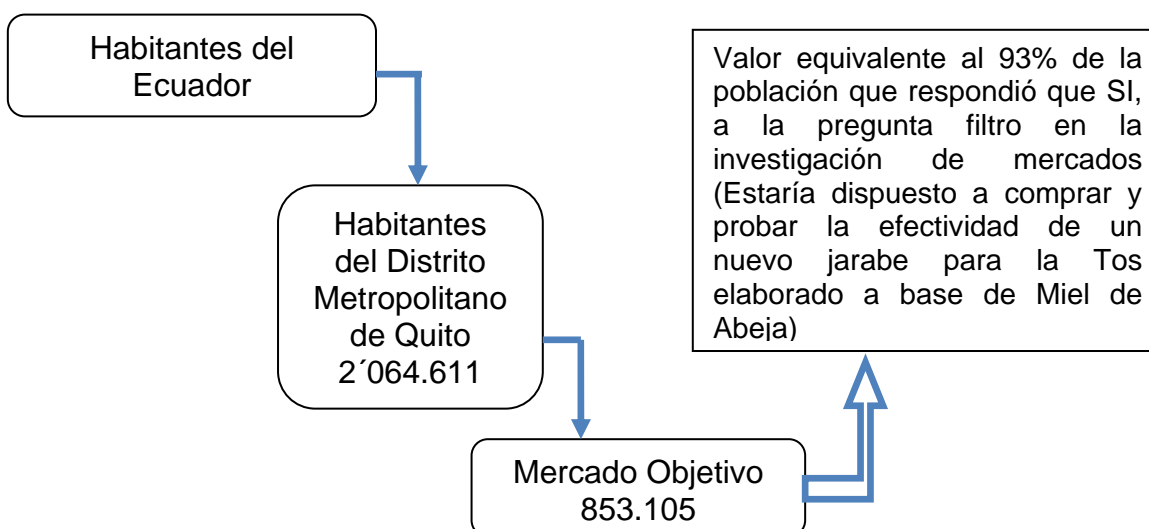 Habitantes del
Ecuador
Habitantes
del Distrito
Metropolitano
de Quito
2´064.611
Mercado Objetivo
853.105
Valor equivalente al 93% de la
población que respondió que SI,
a la pregunta filtro en la
investigación de mercados
(Estaría dispuesto a comprar y
probar la efectividad de un
nuevo jarabe para la Tos
elaborado a base de Miel de
Abeja)